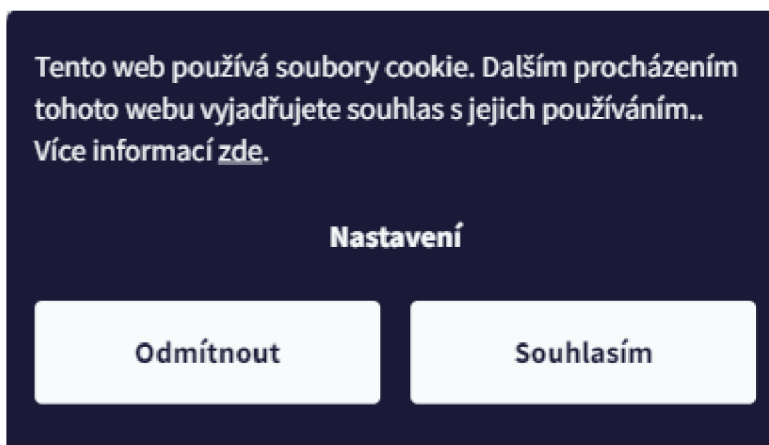 Tento web používá soubory cookie. Dalším procházením
tohoto webu vyjadřujete souhlas s jejich používáním..
Více informací zde.
Nastavení
Odmítnout
Souhlasím